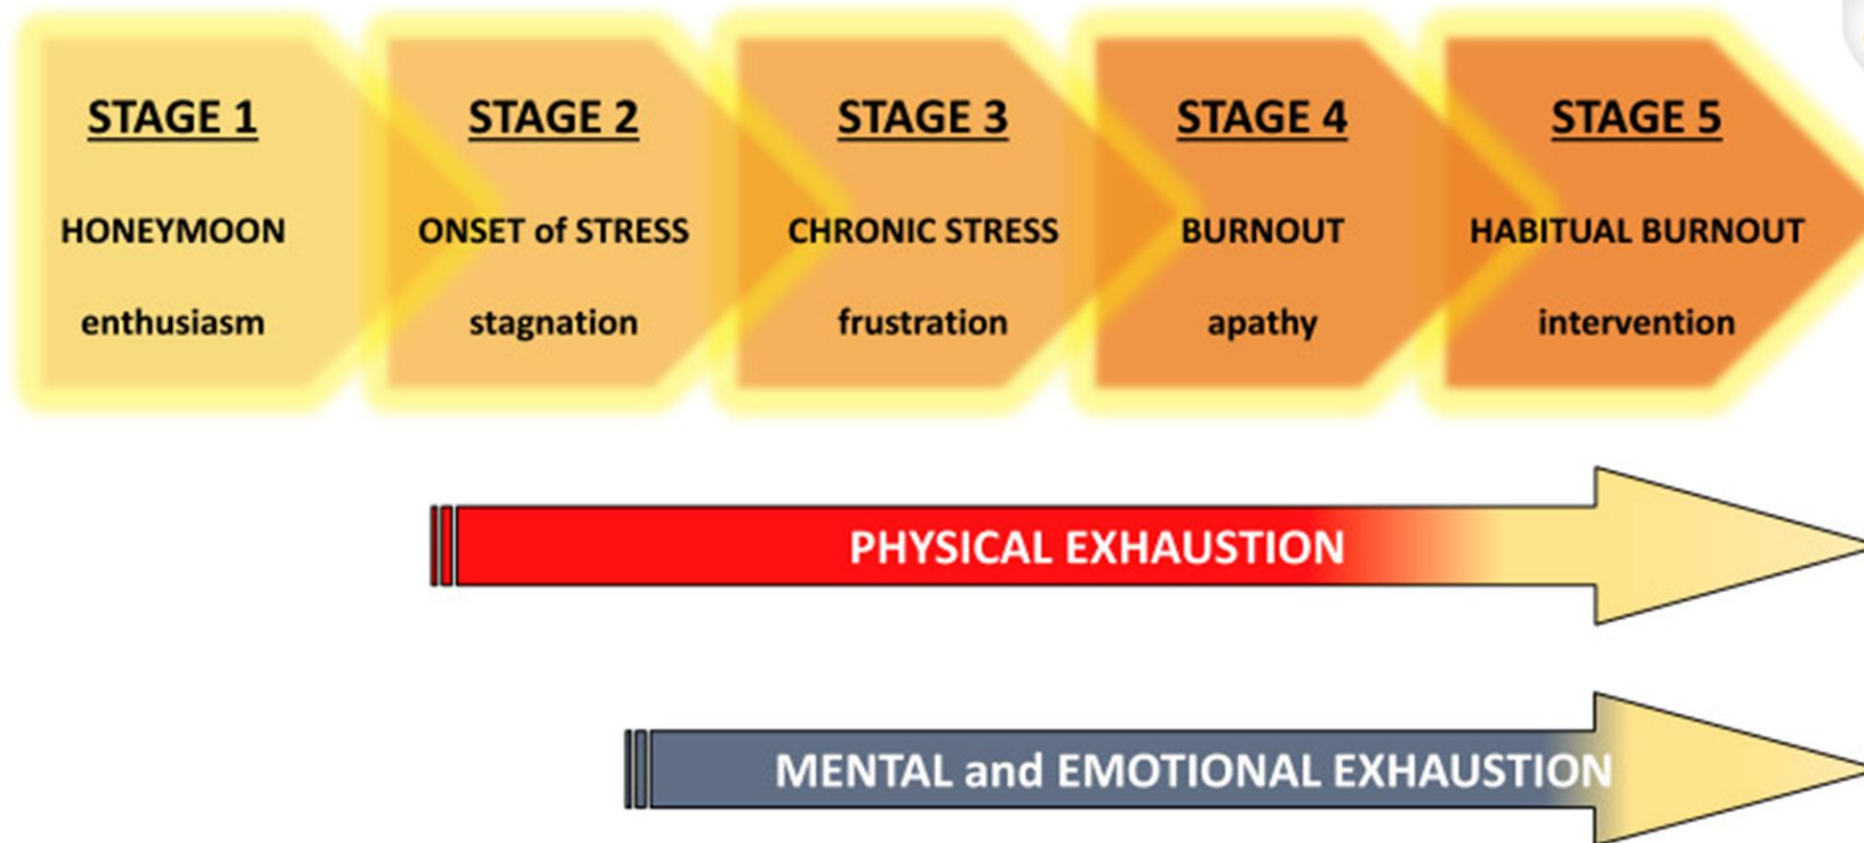 STAGE 1
HONEYMOON
enthusiasm
STAGE 2
ONSET of STRESS
stagnation
STAGE 3
CHRONIC STRESS
frustration
STAGE 4
BURNOUT
apathy
STAGE 5
HABITUAL BURNOUT
intervention
PHYSICAL EXHAUSTION
MENTAL and EMOTIONAL EXHAUSTION